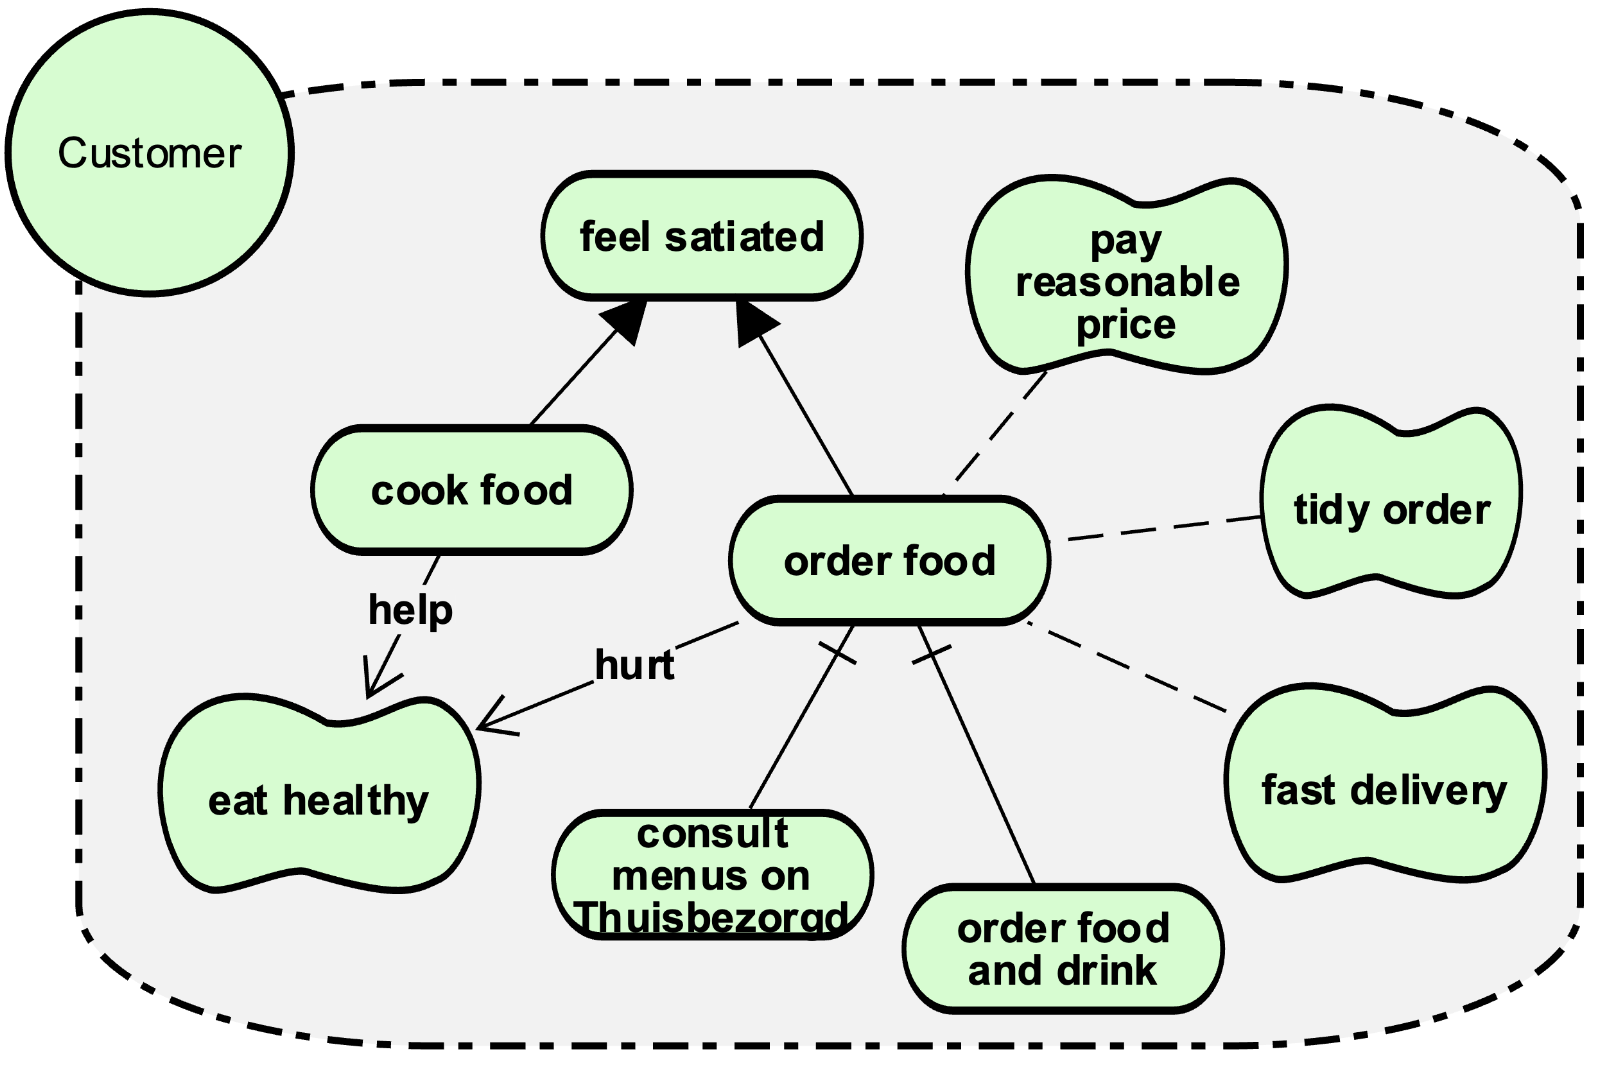 Customer
feel satiated
pay
reasonable
price
cook food
tidy order
order food
help
hurt
eat healthy
fast delivery
consult
menus on
Thuisbezorgd
order food
and drink